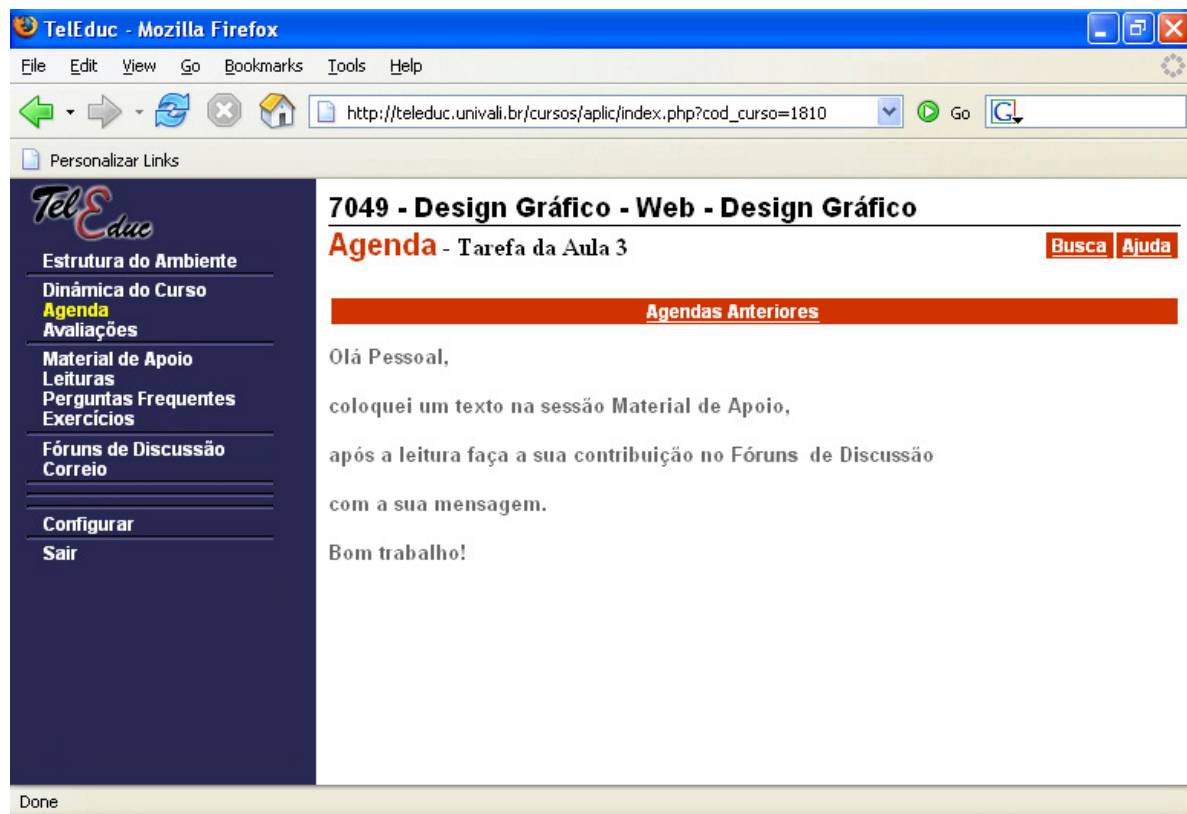 TelEduc - Mozilla Firefox
File Edit View Go Bookmarks Tools Help
http://teleduc.univali.br/cursos/aplic/index.php?cod_curso=1810 Go G
Personalizar Links
TelEduc
Estrutura do Ambiente
Dinâmica do Curso
Agenda
Avaliações
Material de Apoio
Leituras
Perguntas Frequentes
Exercícios
Fóruns de Discussão
Correio
Configurar
Sair
7049 - Design Gráfico - Web - Design Gráfico
Agenda - Tarefa da Aula 3
Busca Ajuda
Agendas Anteriores
Olá Pessoal,
coloquei um texto na sessão Material de Apoio,
após a leitura faça a sua contribuição no Fóruns de Discussão
com a sua mensagem.
Bom trabalho!
Done